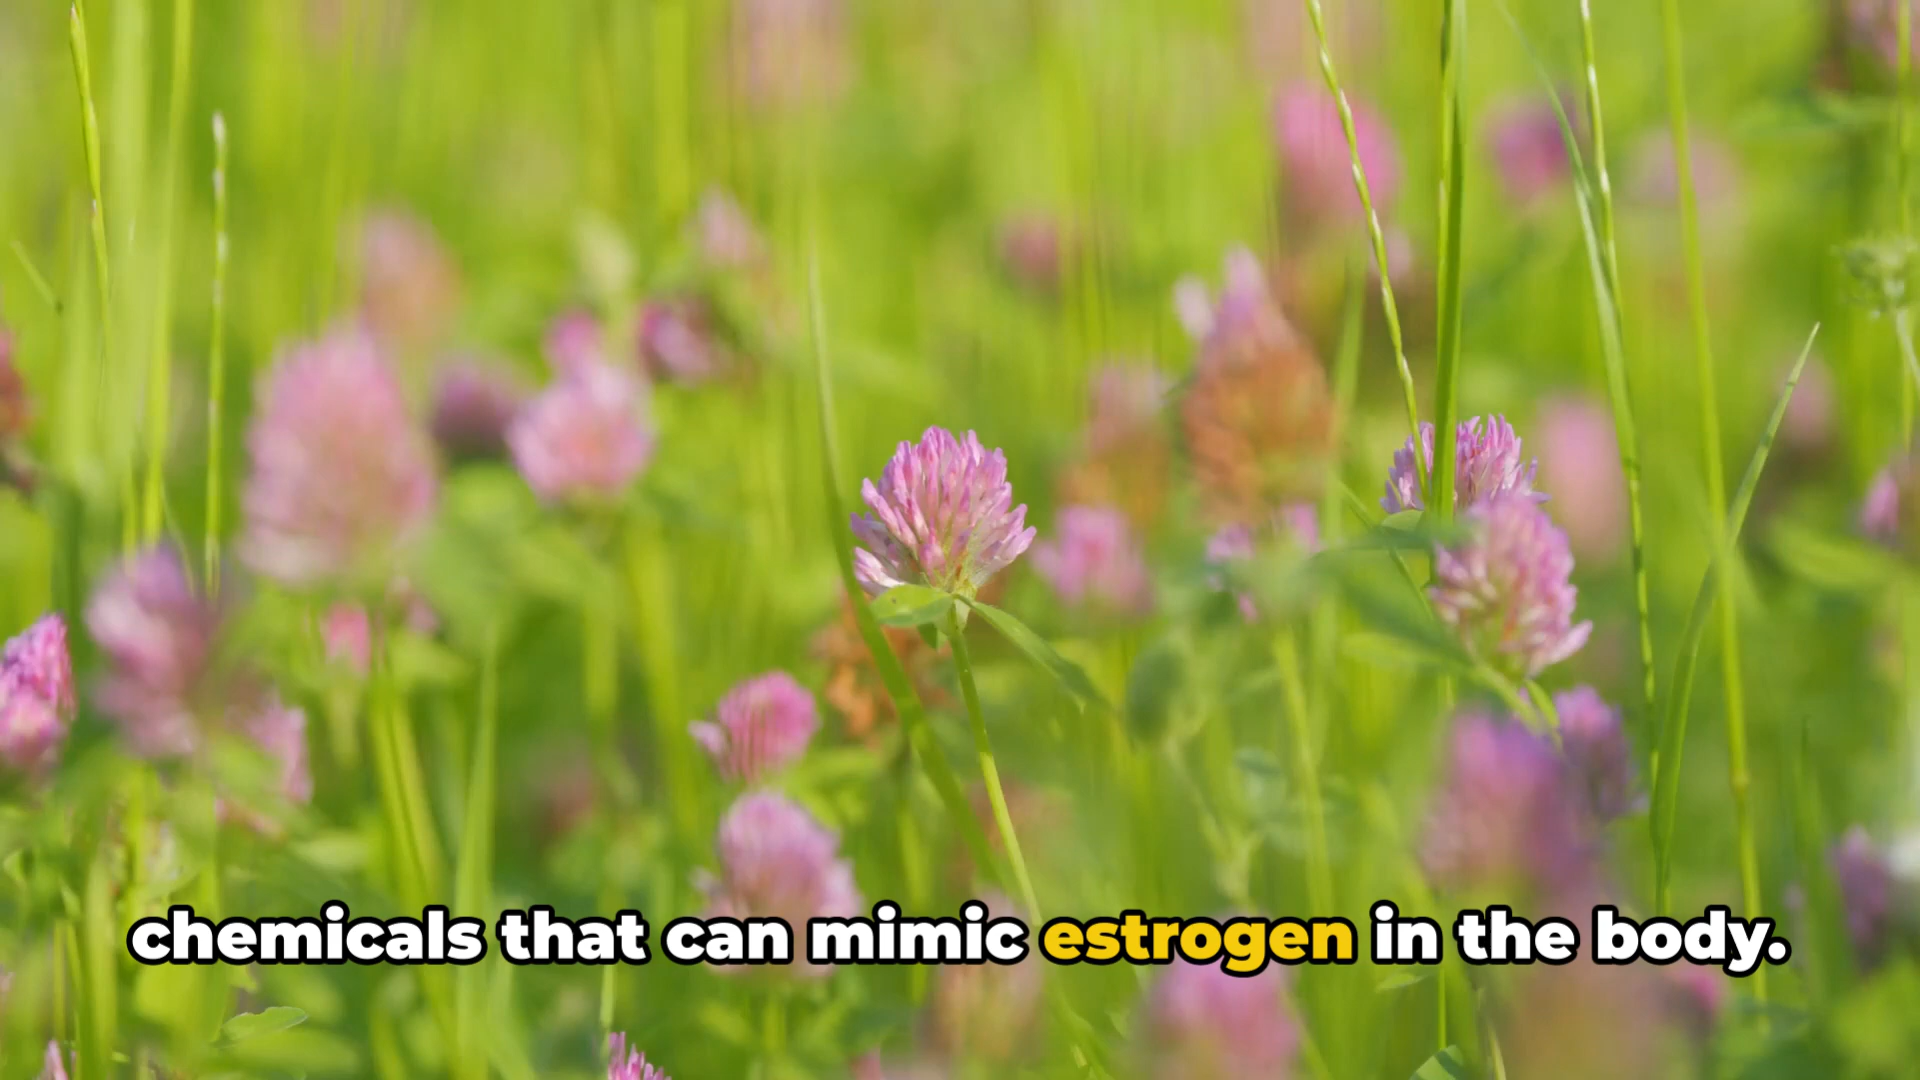 chemicals that can mimic estrogen in the body.